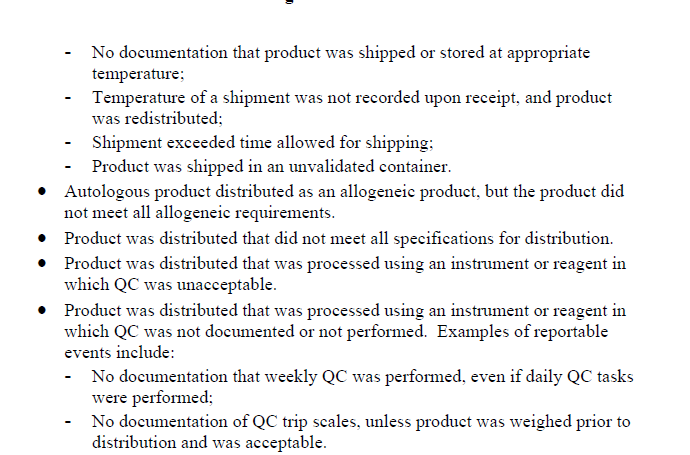 - No documentation that product was shipped or stored at appropriate
temperature;
- Temperature of a shipment was not recorded upon receipt, and product
was redistributed;
- Shipment exceeded time allowed for shipping;
- Product was shipped in an unvalidated container.
● Autologous product distributed as an allogeneic product, but the product did
not meet all allogeneic requirements.
● Product was distributed that did not meet all specifications for distribution.
● Product was distributed that was processed using an instrument or reagent in
which QC was unacceptable.
● Product was distributed that was processed using an instrument or reagent in
which QC was not documented or not performed. Examples of reportable
events include:
- No documentation that weekly QC was performed, even if daily QC tasks
were performed;
- No documentation of QC trip scales, unless product was weighed prior to
distribution and was acceptable.